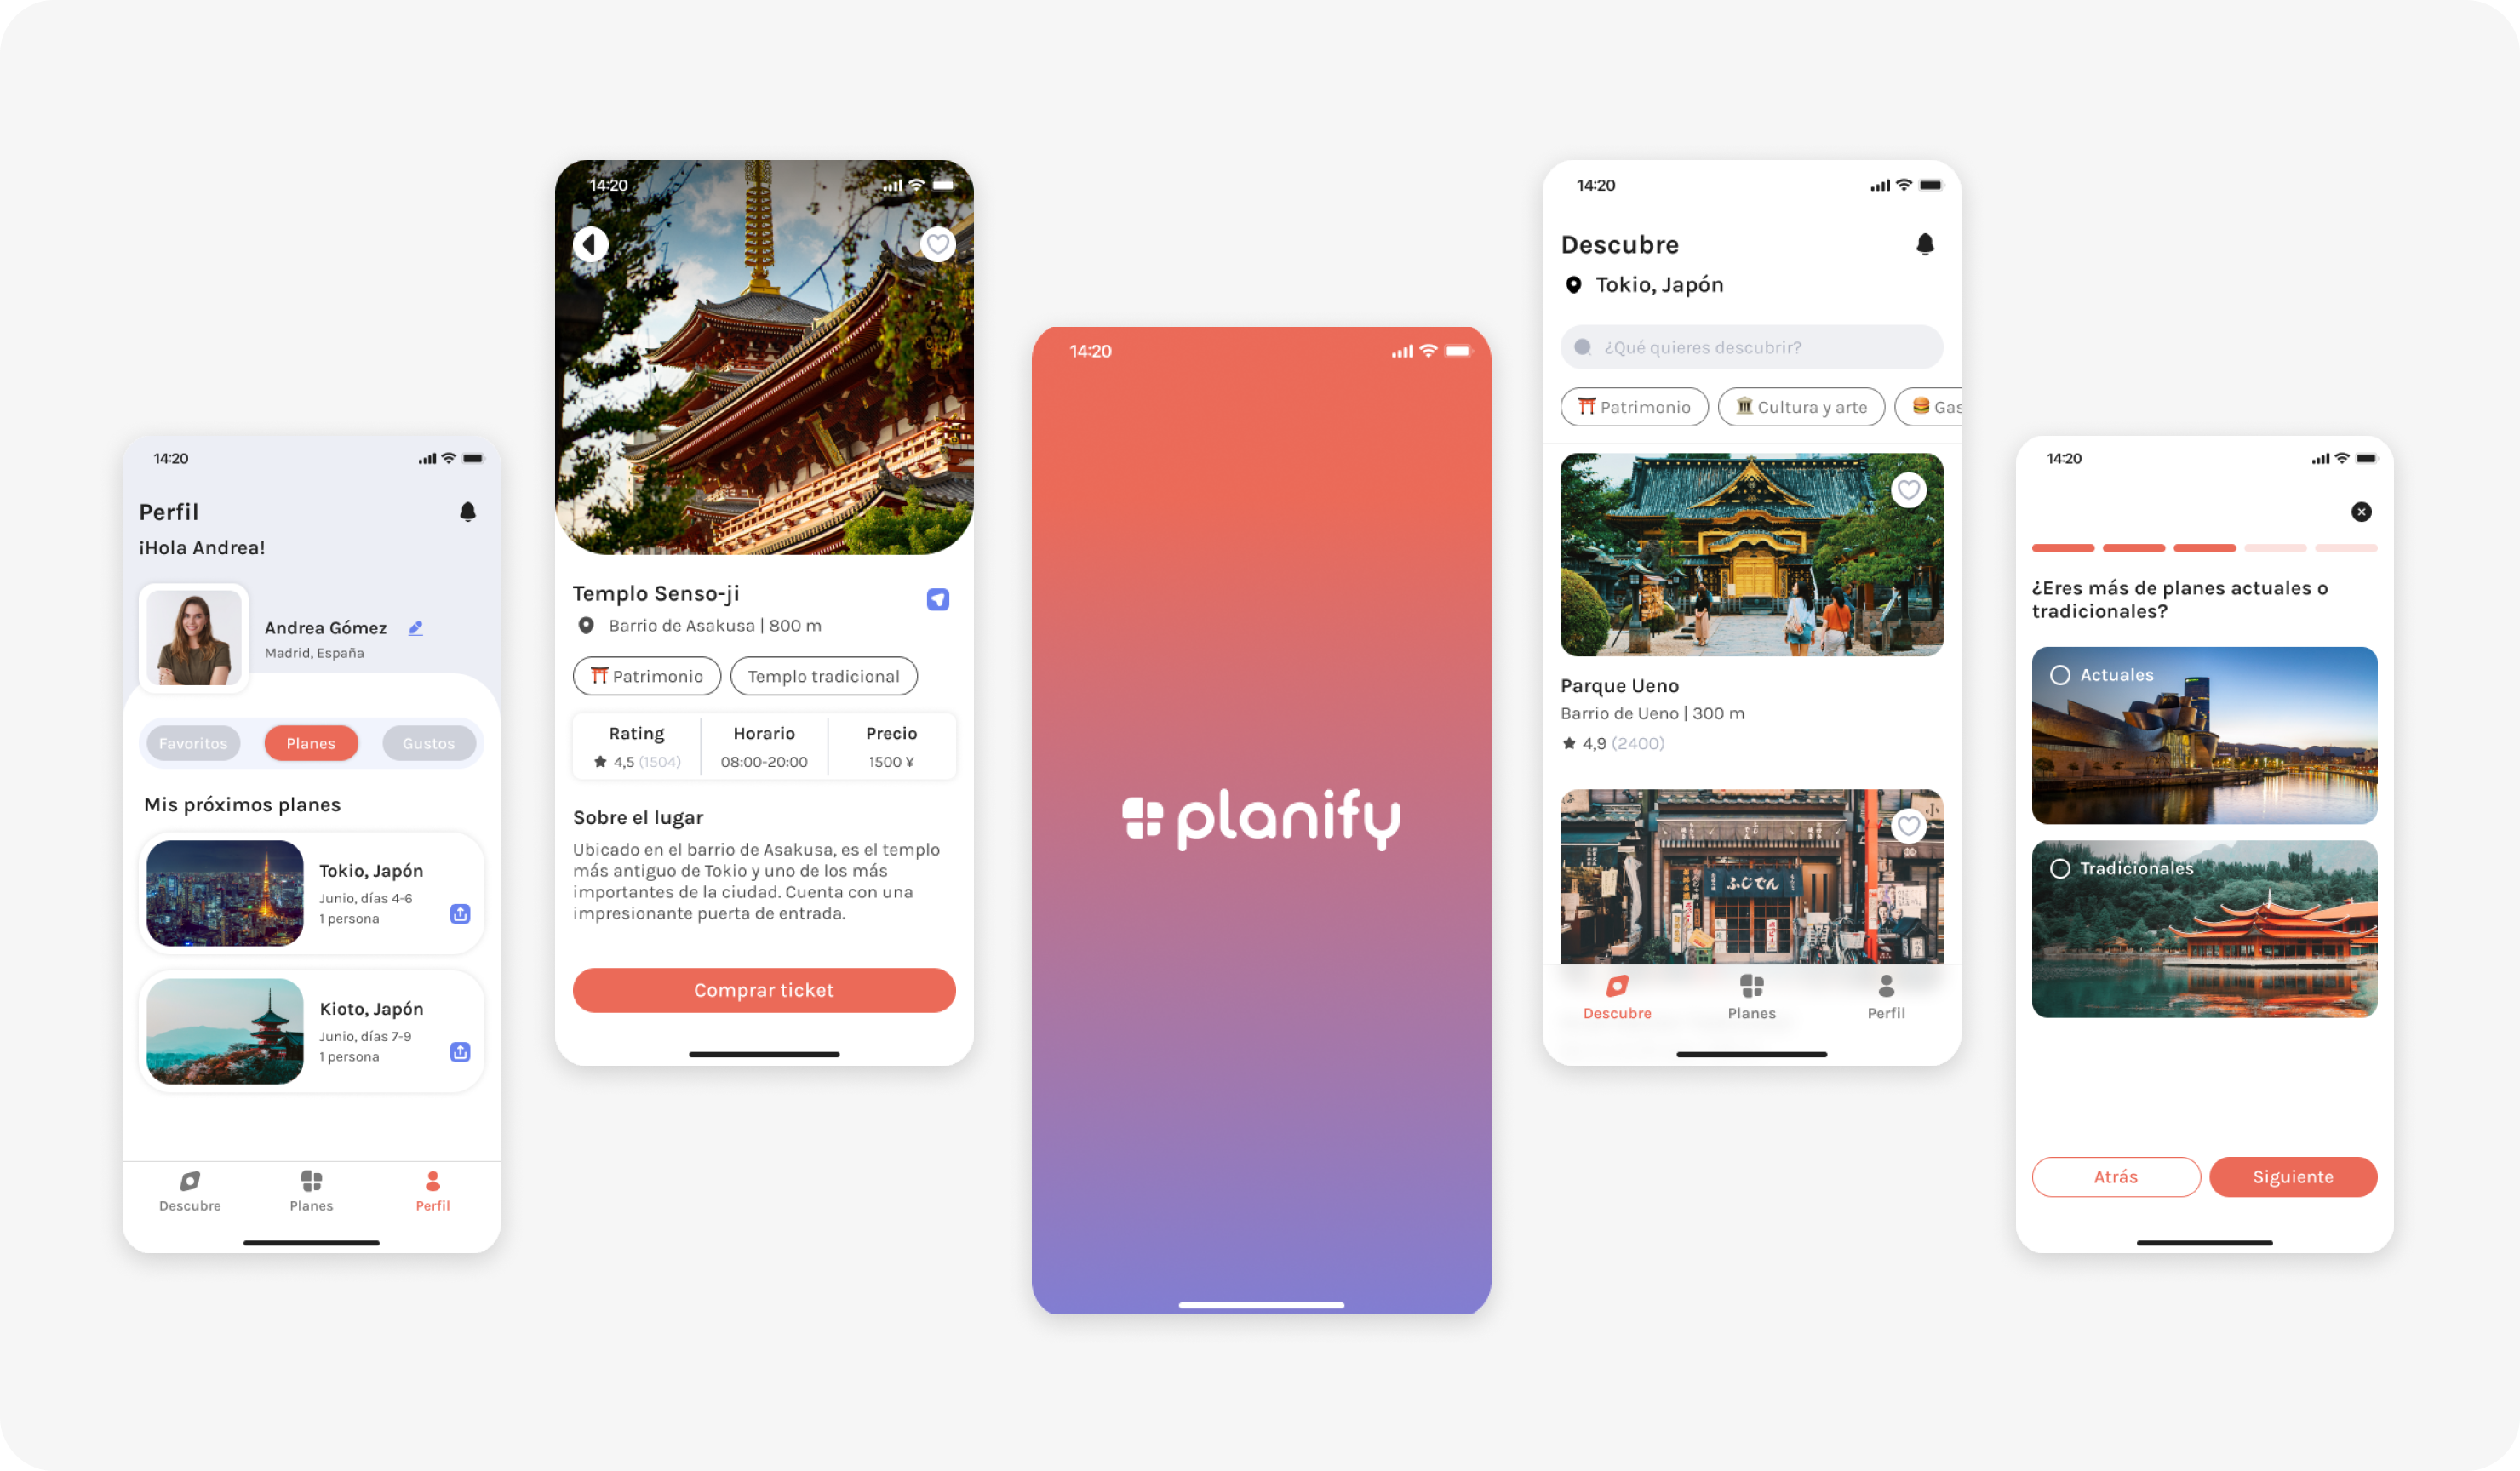 14:20
Perfil
¡Hola Andrea!
Andrea Gómez
Madrid, España
Favoritos
Planes
Gustos
Mis próximos planes
Tokio, Japón
Junio, días 4-6
1 persona
Kioto, Japón
Junio, días 7-9
1 persona
Descubre
Planes
Perfil
14:20
Templo Senso-ji
Barrio de Asakusa | 800 m
Patrimonio
Templo tradicional
Rating
4,5 (1504)
Horario
08:00-20:00
Precio
1500 ¥
Sobre el lugar
Ubicado en el barrio de Asakusa, es el templo
más antiguo de Tokio y uno de los más
importantes de la ciudad. Cuenta con una
impresionante puerta de entrada.
Comprar ticket
14:20
planify
14:20
Descubre
Tokio, Japón
¿Qué quieres descubrir?
Patrimonio
Cultura y arte
Gas
Parque Ueno
Barrio de Ueno | 300 m
4,9 (2400)
ふじでん
Descubre
Planes
Perfil
14:20
¿Eres más de planes actuales o
tradicionales?
Actuales
Tradicionales
Atrás
Siguiente